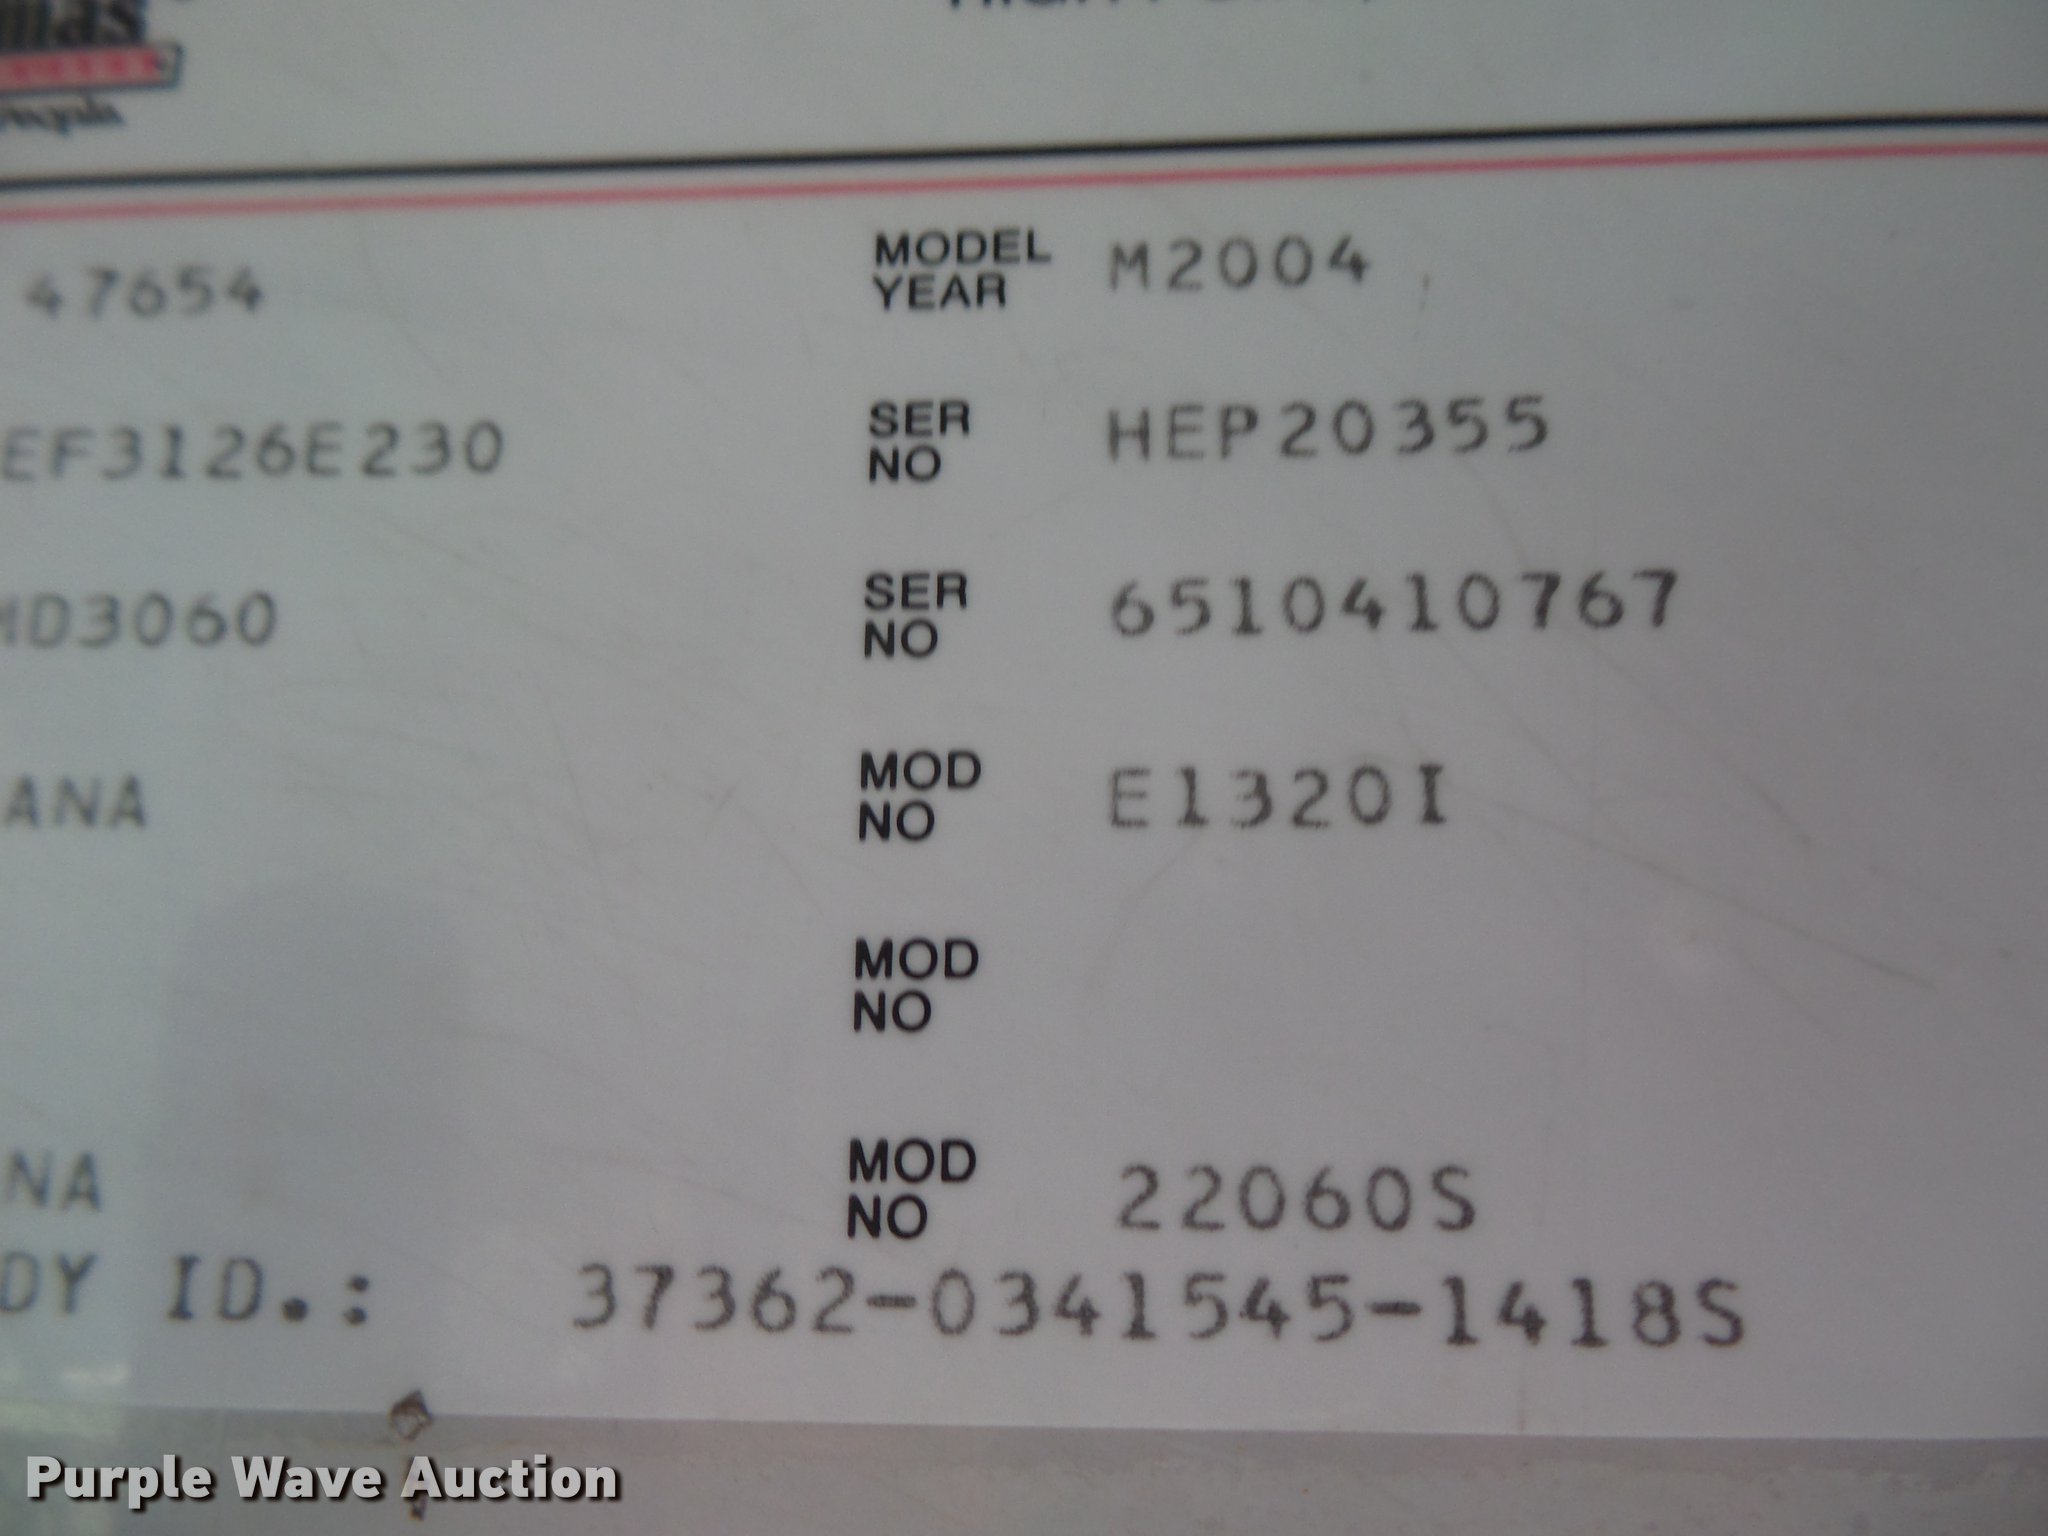 47654 MODEL YEAR M2004
EF3126E230 SER NO HEP20355
MD3060 SER NO 6510410767
ANA MOD NO E1320I
MOD NO
NA MOD NO 22060S
DY ID.: 37362-0341545-1418S
Purple Wave Auction